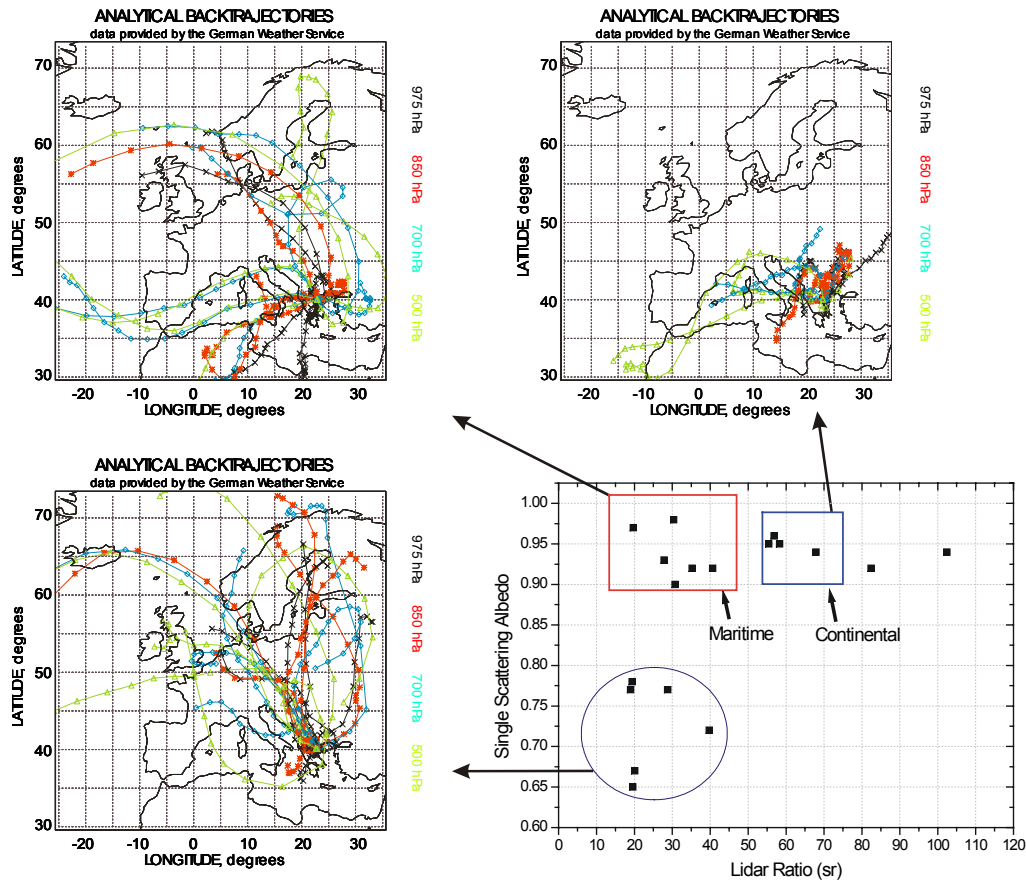 ANALYTICAL BACKTRAJECTORIES
data provided by the German Weather Service
70
60
50
40
30
-20
-10
0
10
20
30
LATITUDE, degrees
LONGITUDE, degrees
975 hPa
850 hPa
700 hPa
500 hPa
ANALYTICAL BACKTRAJECTORIES
data provided by the German Weather Service
70
60
50
40
30
-20
-10
0
10
20
30
LATITUDE, degrees
LONGITUDE, degrees
975 hPa
850 hPa
700 hPa
500 hPa
ANALYTICAL BACKTRAJECTORIES
data provided by the German Weather Service
70
60
50
40
30
-20
-10
0
10
20
30
LATITUDE, degrees
LONGITUDE, degrees
975 hPa
850 hPa
700 hPa
500 hPa
1.00
0.95
0.90
0.85
0.80
0.75
0.70
0.65
0.60
Single Scattering Albedo
Maritime
Continental
0
10
20
30
40
50
60
70
80
90
100
110
120
Lidar Ratio (sr)